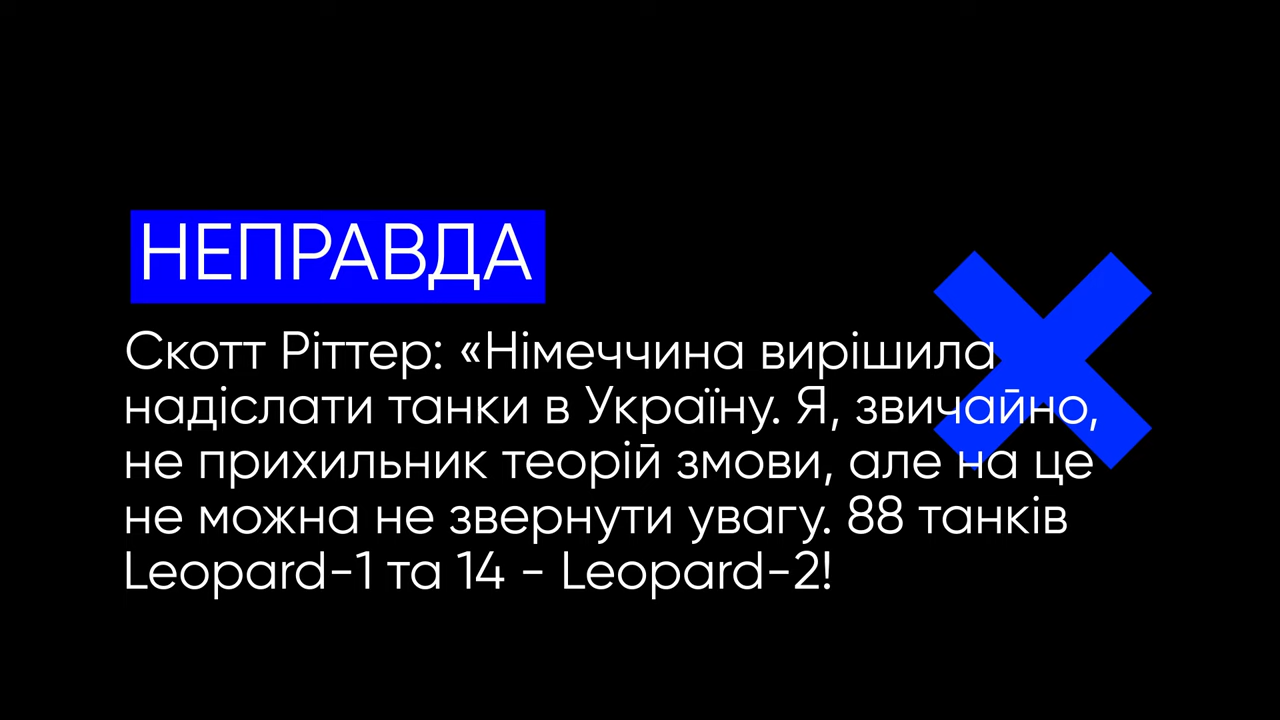 НЕПРАВДА
Скотт Ріттер: «Німеччина вирішила
надіслати танки в Україну. Я, звичайно,
не прихильник теорій змови, але на це
не можна не звернути увагу. 88 танків
Leopard-1 та 14 - Leopard-2!